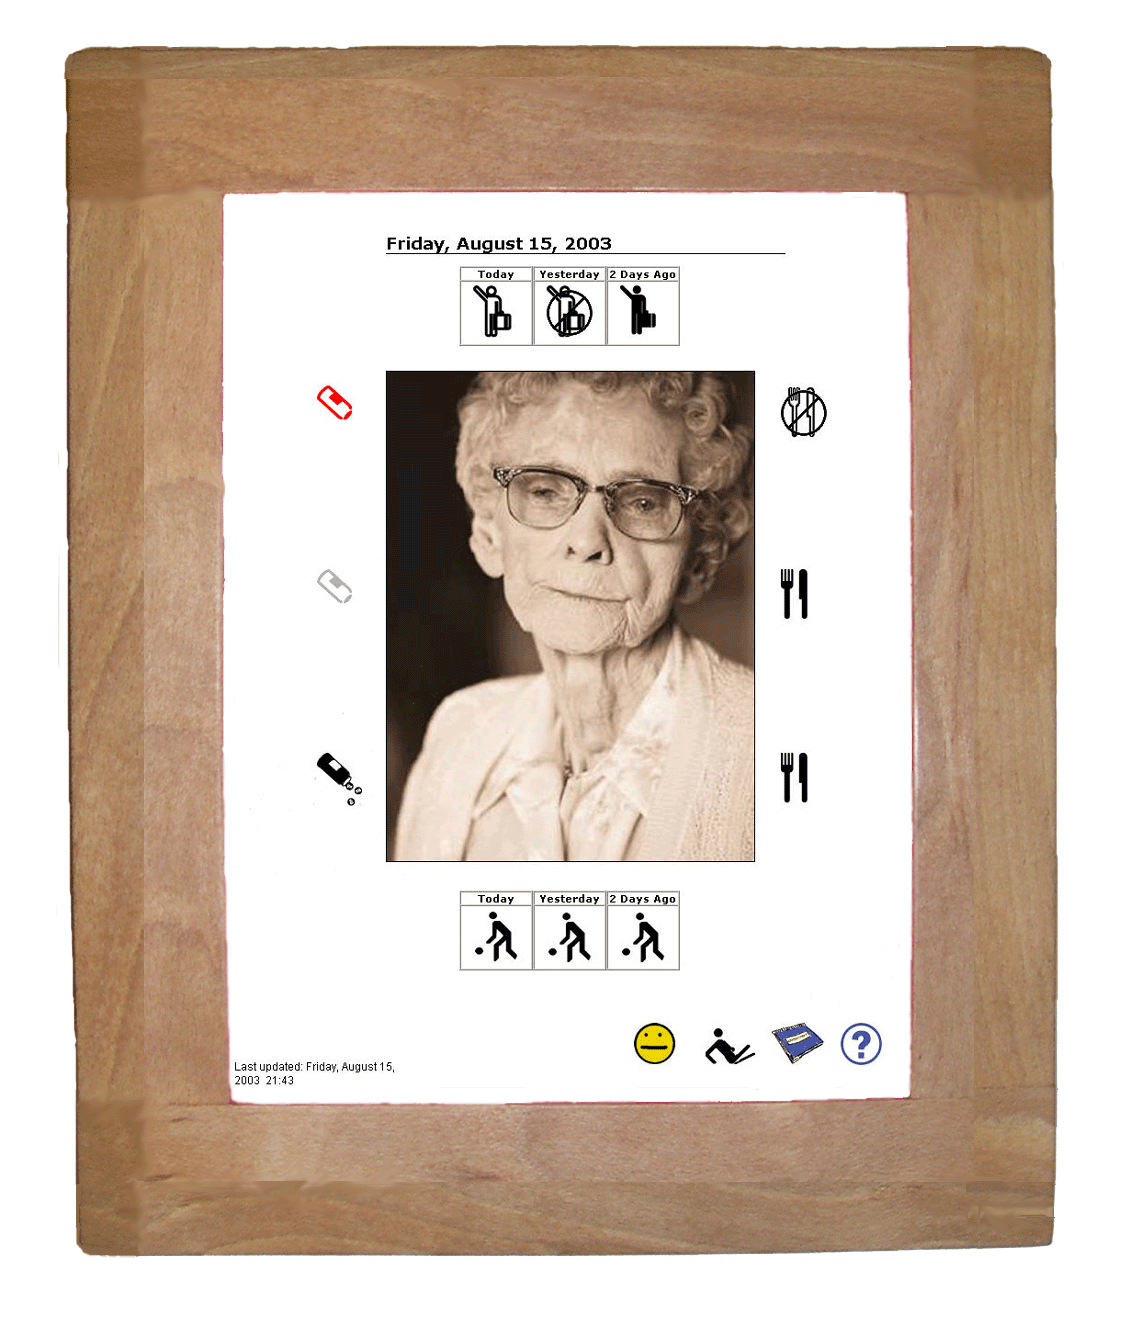 Friday, August 15, 2003
Today Yesterday 2 Days Ago
Today Yesterday 2 Days Ago
?
Last updated: Friday, August 15,
2003 21:43